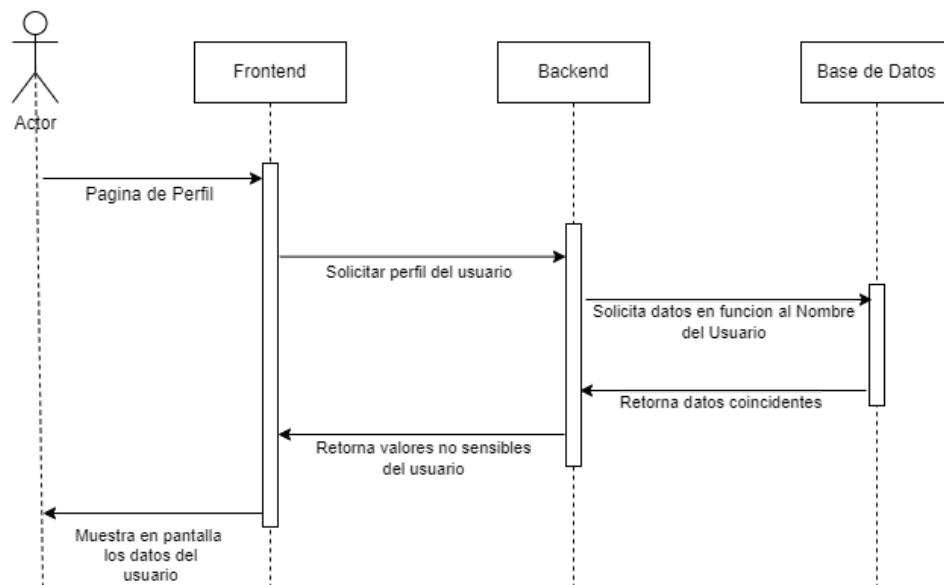 Frontend
Backend
Base de Datos
Actor
Pagina de Perfil
Solicitar perfil del usuario
Solicita datos en funcion al Nombre
del Usuario
Retorna datos coincidentes
Retorna valores no sensibles
del usuario
Muestra en pantalla
los datos del
usuario